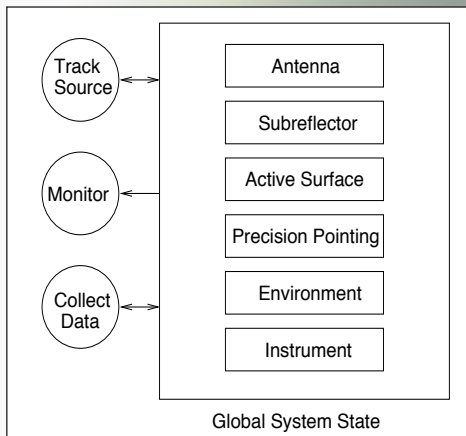 Track
Source
Monitor
Collect
Data
Antenna
Subreflector
Active Surface
Precision Pointing
Environment
Instrument
Global System State